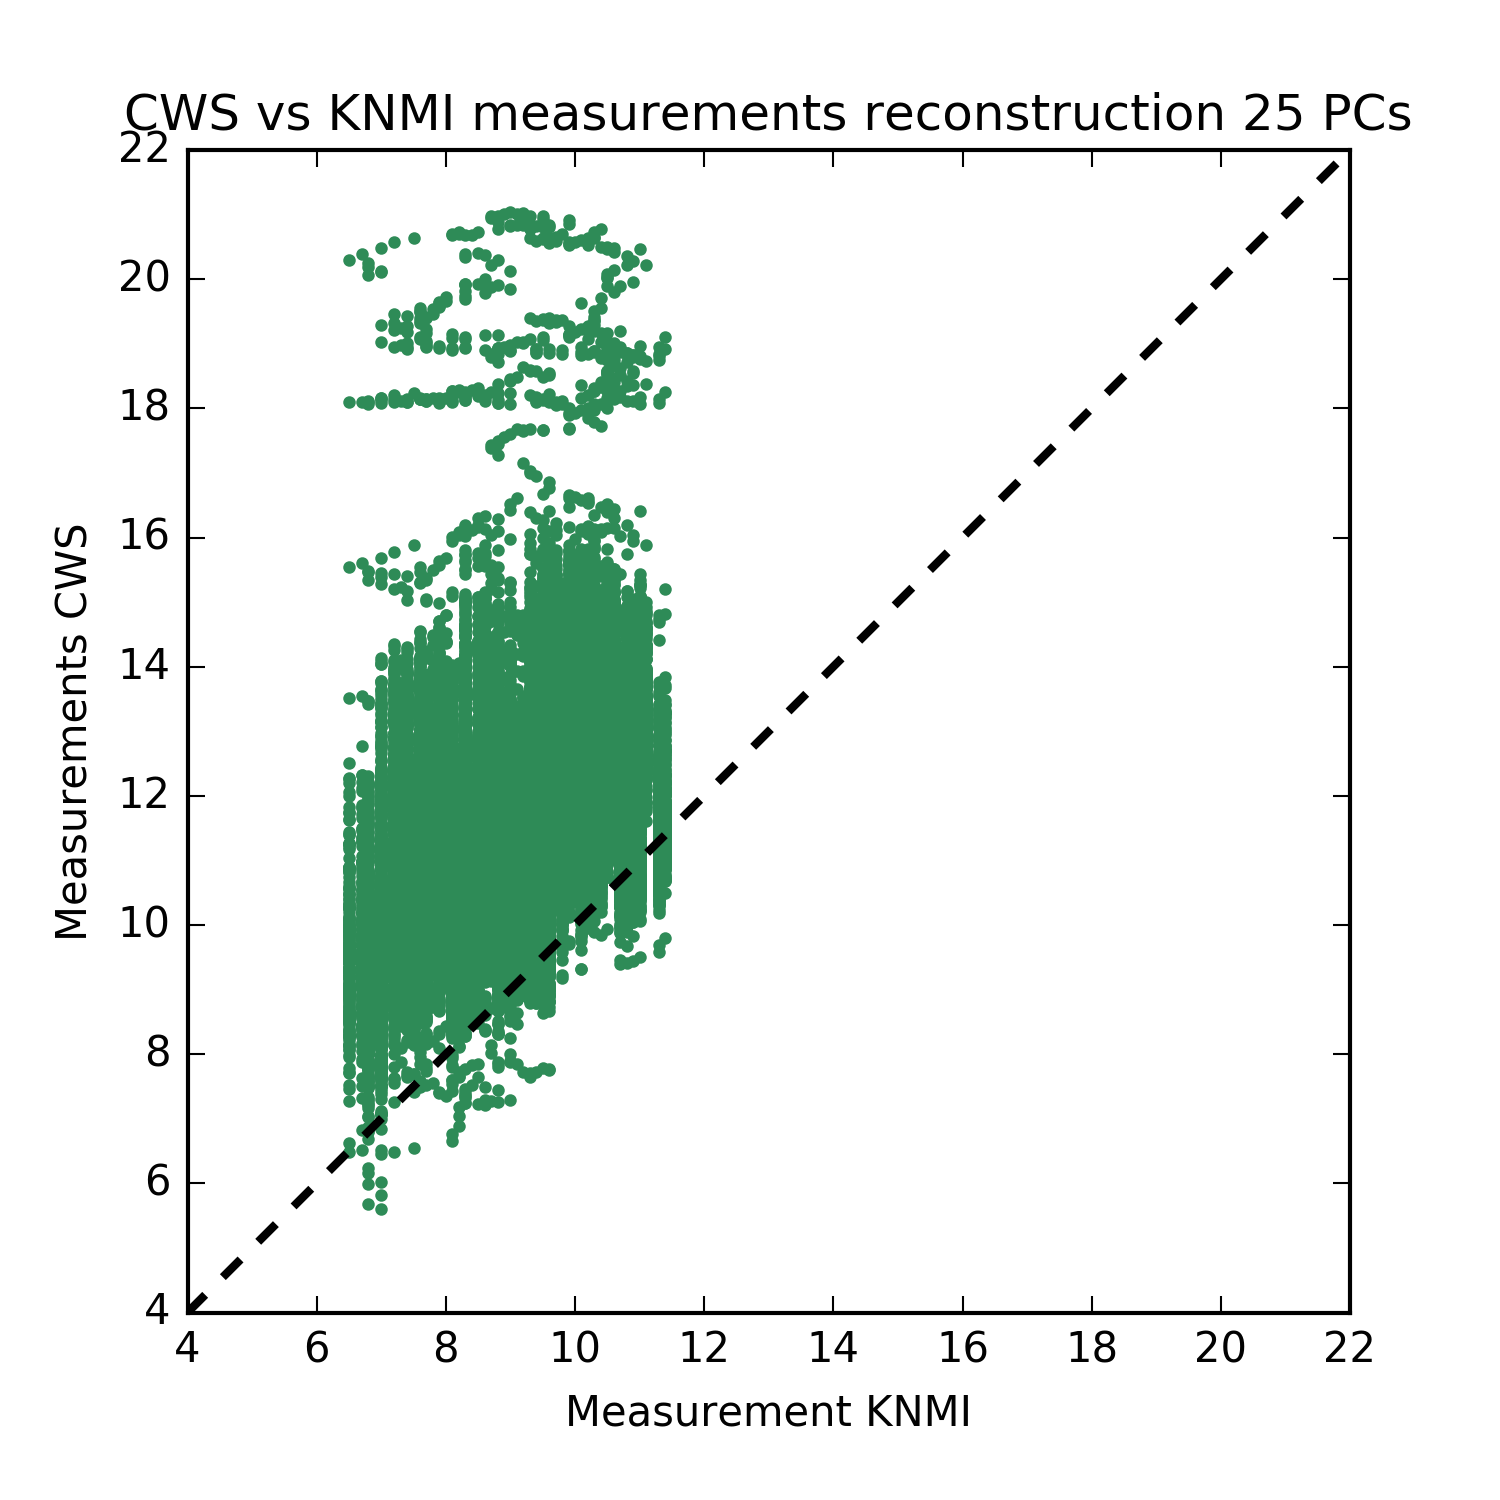 CWS vs KNMI measurements reconstruction 25 PCs
22
20
18
16
14
12
10
8
6
4
Measurements CWS
4 6 8 10 12 14 16 18 20 22
Measurement KNMI